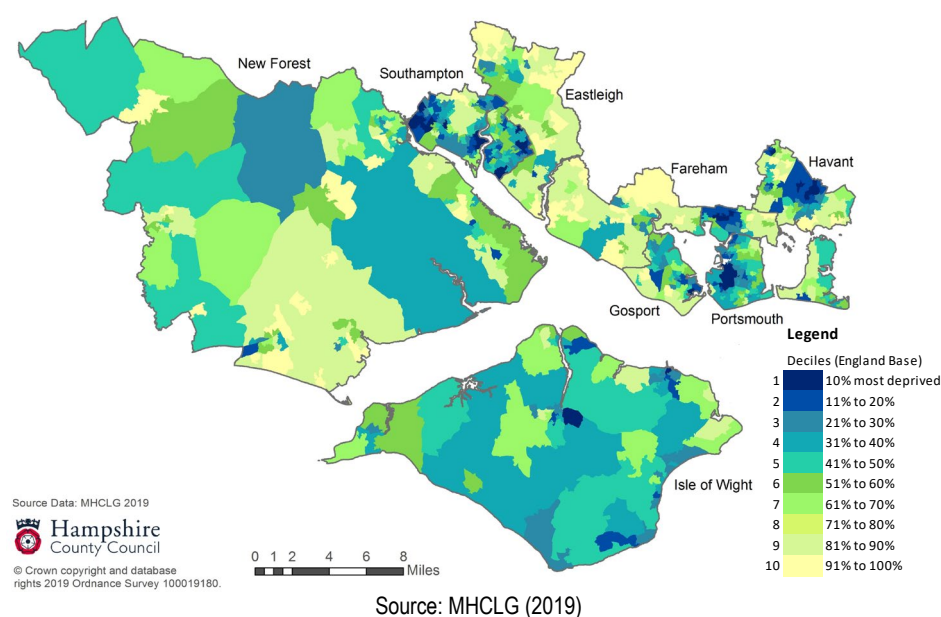 New Forest
Southampton
Eastleigh
Fareham
Havant
Gosport
Portsmouth
Isle of Wight
Legend
Deciles (England Base)
1 10% most deprived
2 11% to 20%
3 21% to 30%
4 31% to 40%
5 41% to 50%
6 51% to 60%
7 61% to 70%
8 71% to 80%
9 81% to 90%
10 91% to 100%
Source Data: MHCLG 2019
Hampshire
County Council
© Crown copyright and database
rights 2019 Ordnance Survey 100019180.
0 1 2 4 6 8
Miles
Source: MHCLG (2019)